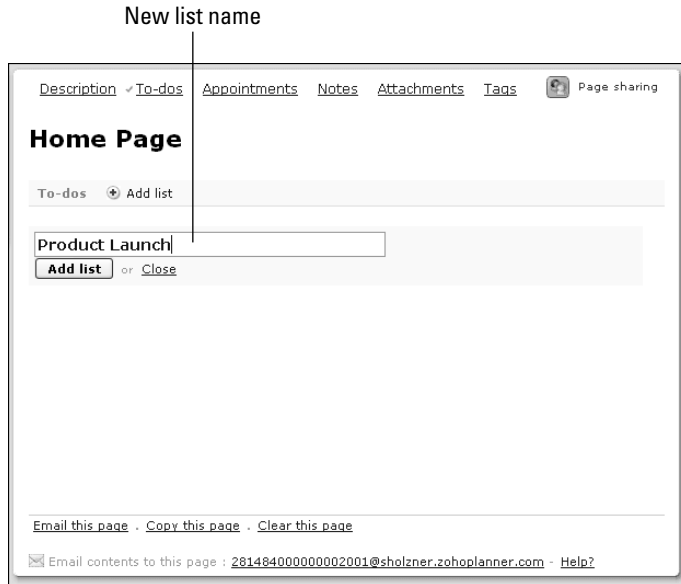 New list name
Description ✓ To-dos Appointments Notes Attachments Tags Page sharing
Home Page
To-dos Add list
Product Launch
Add list or Close
Email this page . Copy this page . Clear this page
Email contents to this page : 281484000000002001@sholzner.zohoplanner.com - Help?